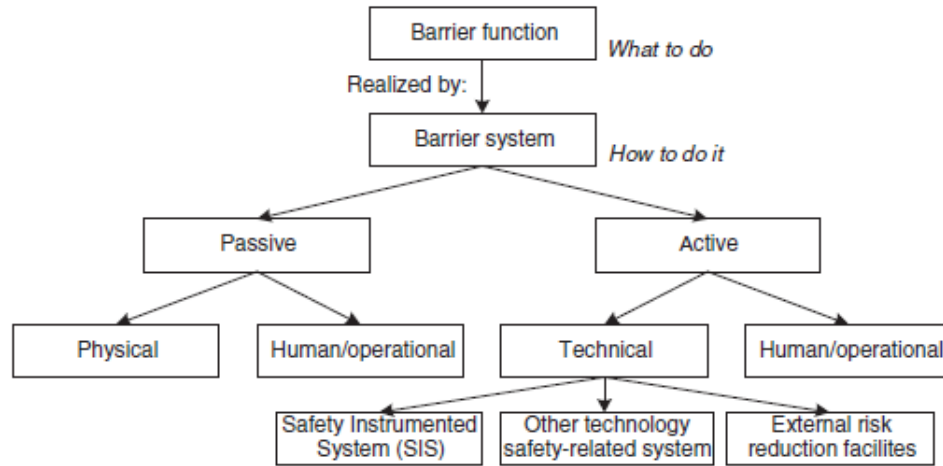 Barrier function
What to do
Realized by:
Barrier system
How to do it
Passive
Active
Physical
Human/operational
Technical
Human/operational
Safety Instrumented
System (SIS)
Other technology
safety-related system
External risk
reduction facilites